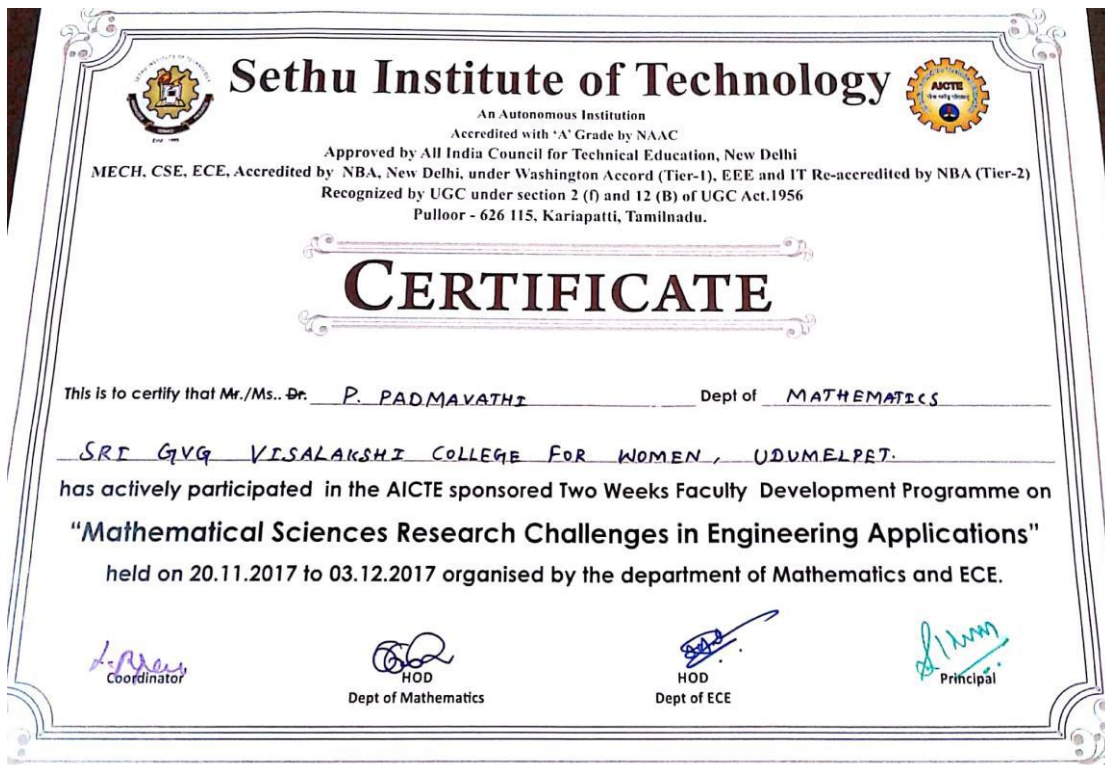 Sethu Institute of Technology
AICTE
An Autonomous Institution
Accredited with ‘A’ Grade by NAAC
Approved by All India Council for Technical Education, New Delhi
MECH, CSE, ECE, Accredited by NBA, New Delhi, under Washington Accord (Tier-1), EEE and IT Re-accredited by NBA (Tier-2)
Recognized by UGC under section 2 (f) and 12 (B) of UGC Act.1956
Pulloor - 626 115, Kariapatti, Tamilnadu.
CERTIFICATE
This is to certify that Mr./Ms.. Dr. P. PADMAVATHI Dept of MATHEMATICS
SRI GVG VISALAKSHI COLLEGE FOR WOMEN, UDUMELPET.
has actively participated in the AICTE sponsored Two Weeks Faculty Development Programme on
“Mathematical Sciences Research Challenges in Engineering Applications”
held on 20.11.2017 to 03.12.2017 organised by the department of Mathematics and ECE.
Coordinator HOD HOD Principal
Dept of Mathematics Dept of ECE